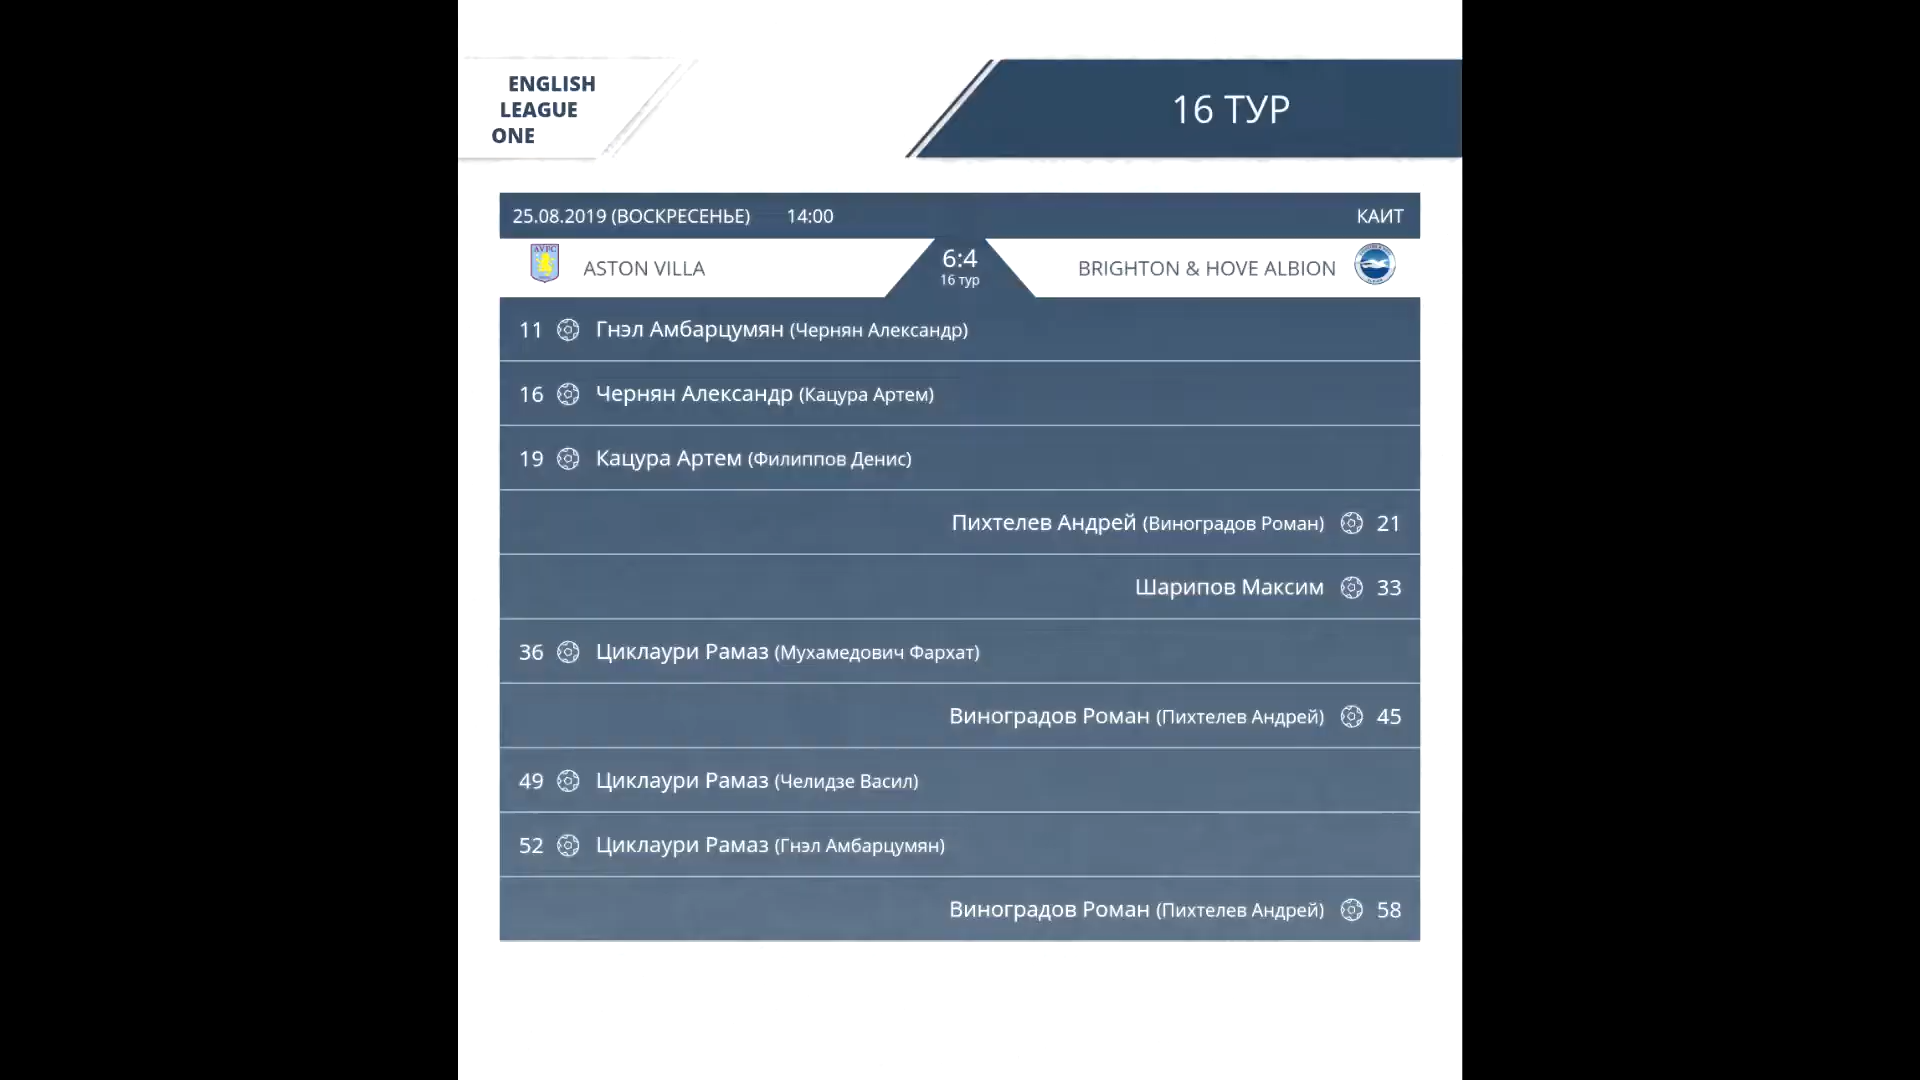 ENGLISH
LEAGUE
ONE
16 ТУР
25.08.2019 (ВОСКРЕСЕНЬЕ) 14:00 КАИТ
AVFC
ASTON VILLA 6:4 BRIGHTON & HOVE ALBION
16 тур
11 Гнэл Амбарцумян (Чернян Александр)
16 Чернян Александр (Кацура Артем)
19 Кацура Артем (Филиппов Денис)
Пихтелев Андрей (Виноградов Роман) 21
Шарипов Максим 33
36 Циклаури Рамаз (Мухамедович Фархат)
Виноградов Роман (Пихтелев Андрей) 45
49 Циклаури Рамаз (Челидзе Васил)
52 Циклаури Рамаз (Гнэл Амбарцумян)
Виноградов Роман (Пихтелев Андрей) 58